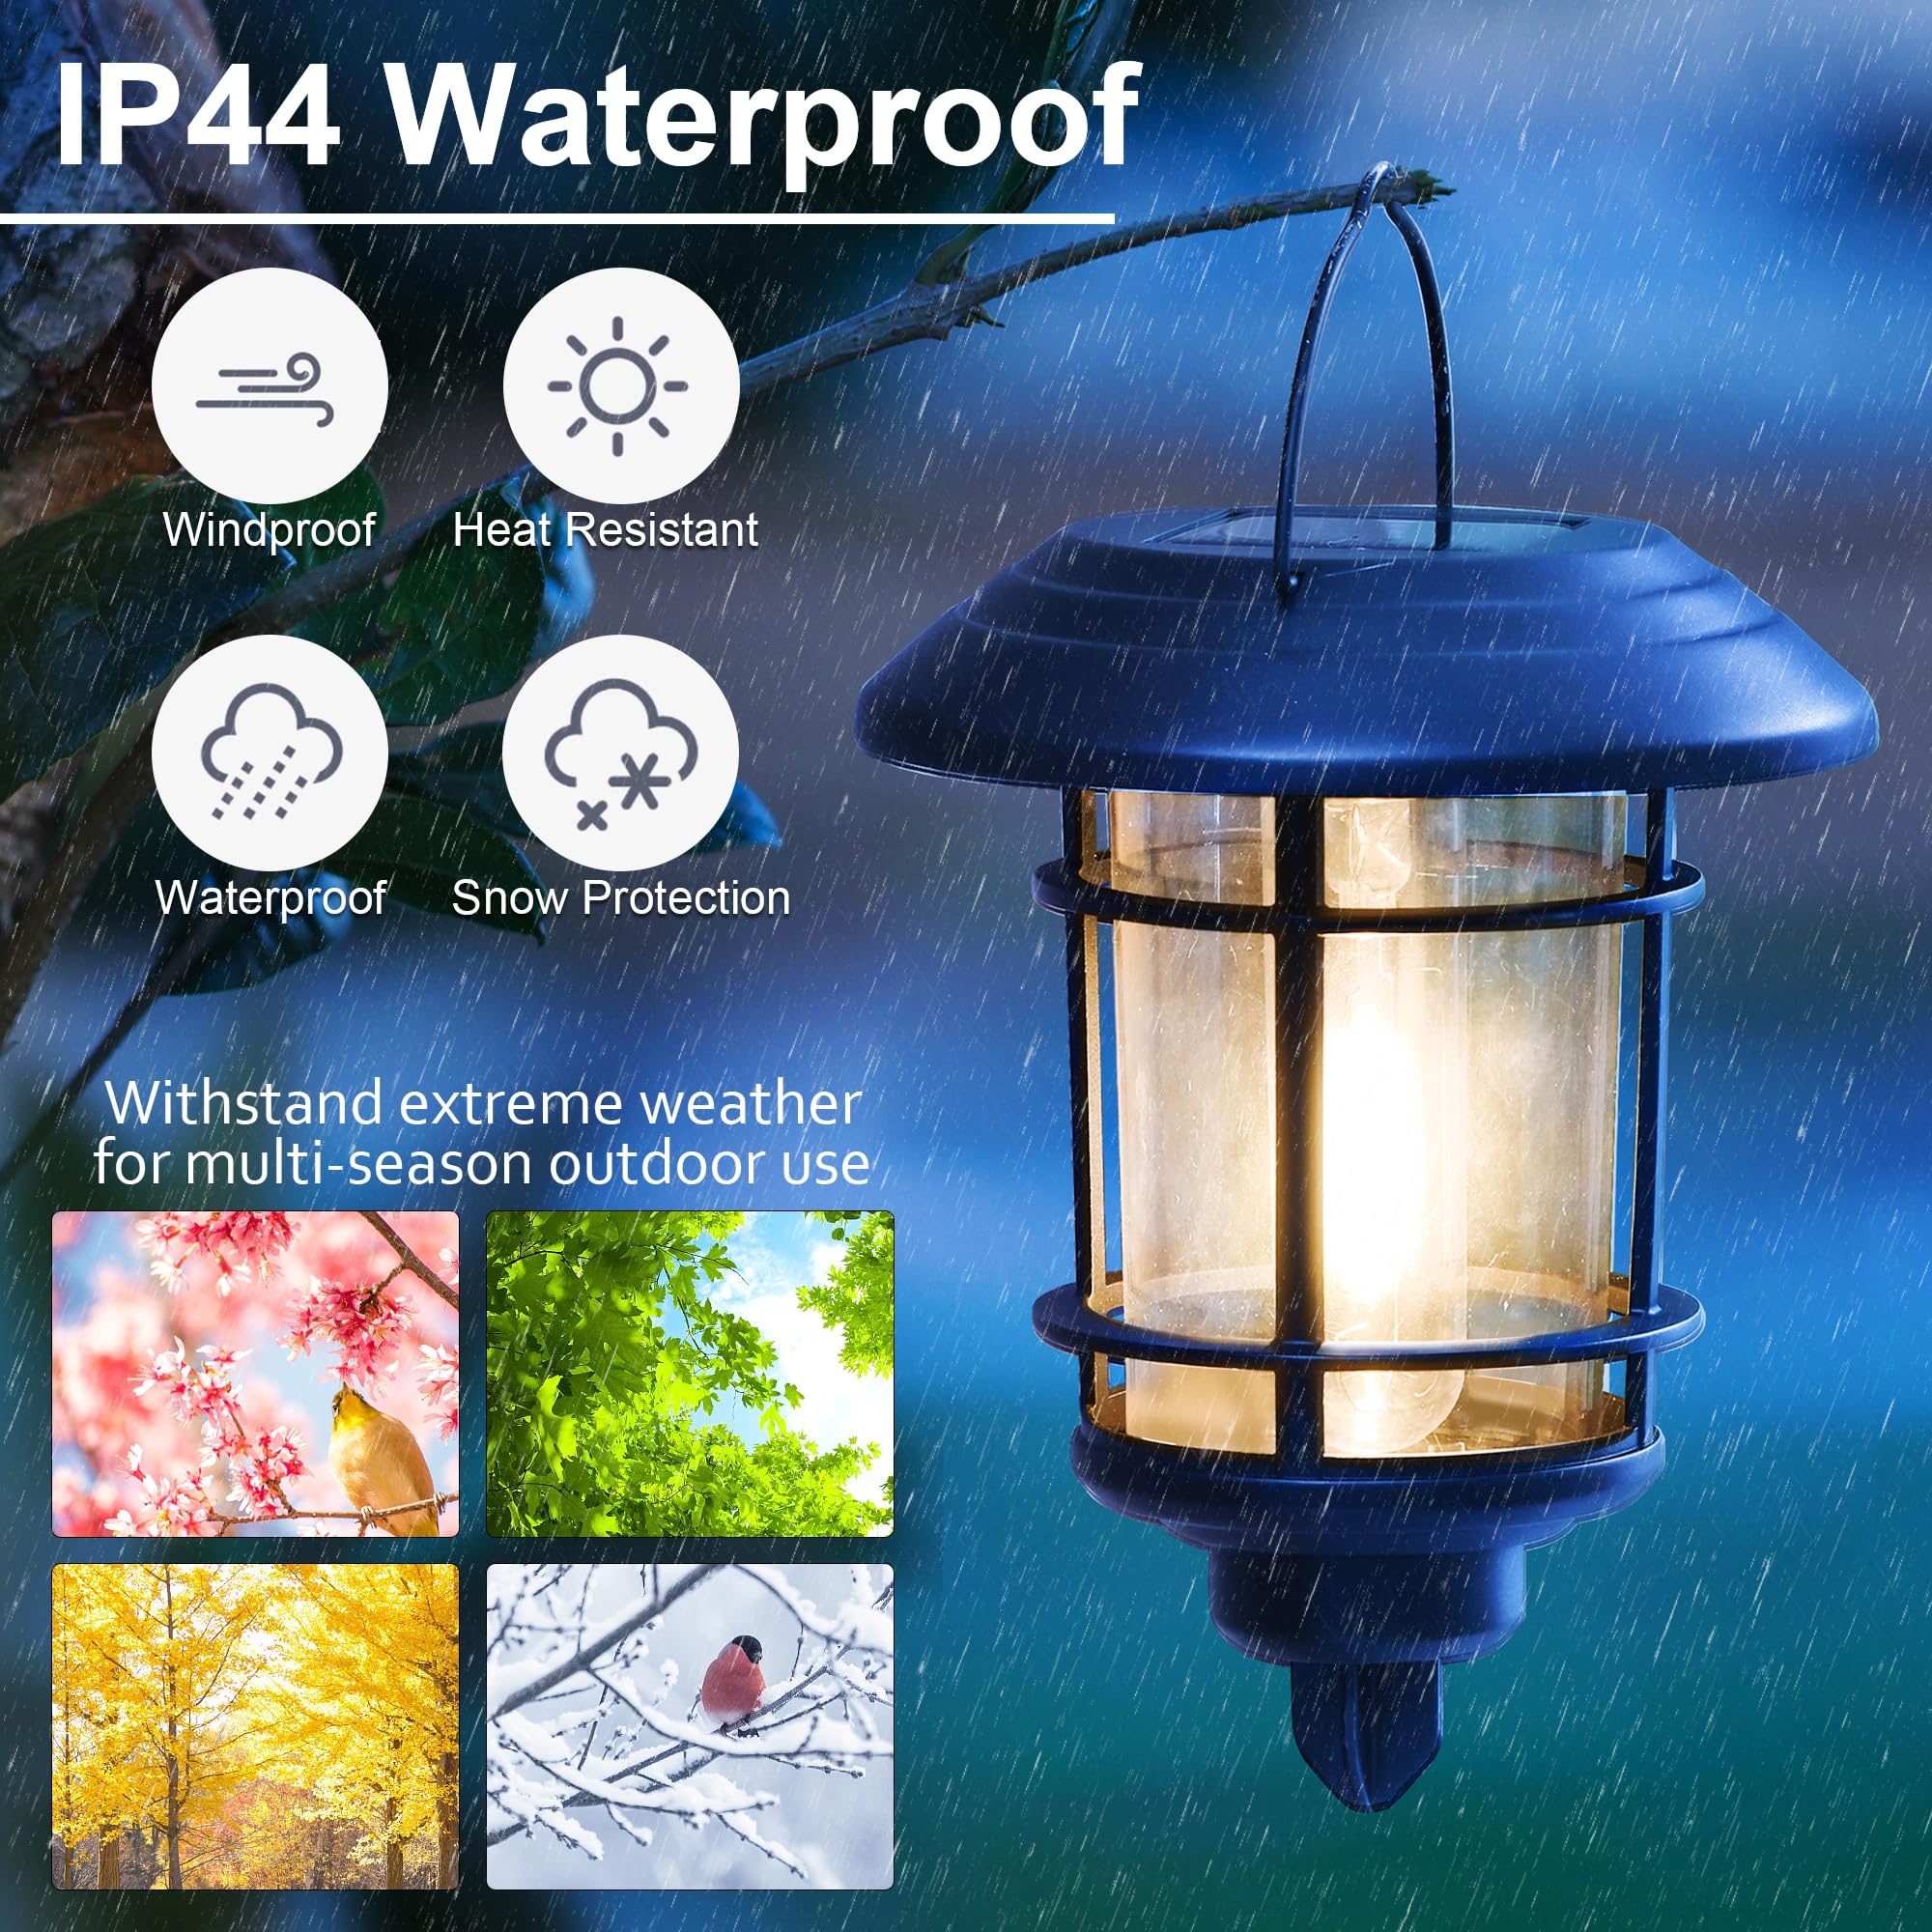 IP44 Waterproof
Windproof
Heat Resistant
Waterproof
Snow Protection
Withstand extreme weather
for multi-season outdoor use